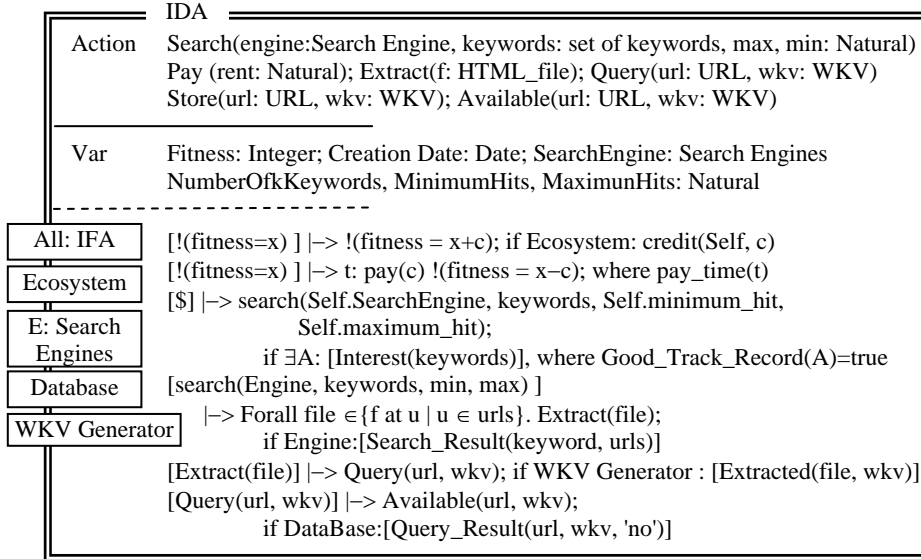 IDA
Action Search(engine:Search Engine, keywords: set of keywords, max, min: Natural)
Pay (rent: Natural); Extract(f: HTML_file); Query(url: URL, wkv: WKV)
Store(url: URL, wkv: WKV); Available(url: URL, wkv: WKV)
Var Fitness: Integer; Creation Date: Date; SearchEngine: Search Engines
NumberOfkKeywords, MinimumHits, MaximunHits: Natural
All: IFA
Ecosystem
E: Search
Engines
Database
WKV Generator
[!(fitness=x) ] |–> !(fitness = x+c); if Ecosystem: credit(Self, c)
[!(fitness=x) ] |–> t: pay(c) !(fitness = x−c); where pay_time(t)
[$] |–> search(Self.SearchEngine, keywords, Self.minimum_hit,
Self.maximum_hit);
if ∃A: [Interest(keywords)], where Good_Track_Record(A)=true
[search(Engine, keywords, min, max) ]
|–> Forall file ∈{f at u | u ∈ urls}. Extract(file);
if Engine:[Search_Result(keyword, urls)]
[Extract(file)] |–> Query(url, wkv); if WKV Generator : [Extracted(file, wkv)]
[Query(url, wkv)] |–> Available(url, wkv);
if DataBase:[Query_Result(url, wkv, 'no')]